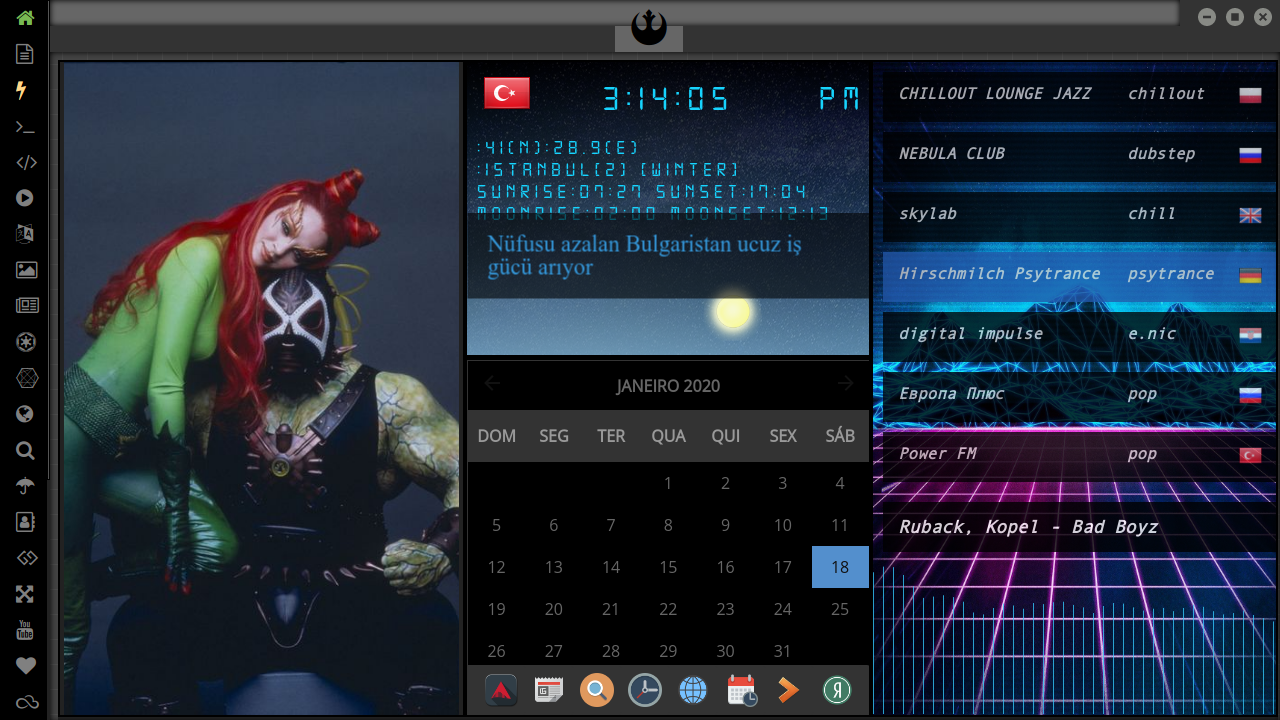 3:14:05 PM
:41(N):28.9(E)
:ISTANBUL(2) (WINTER)
SUNRISE:07:27 SUNSET:17:04
MOONRISE:02:00 MOONSET:12:13
Nüfusu azalan Bulgaristan ucuz iş
gücü arıyor
JANEIRO 2020
DOM SEG TER QUA QUI SEX SÁB
1 2 3 4
5 6 7 8 9 10 11
12 13 14 15 16 17 18
19 20 21 22 23 24 25
26 27 28 29 30 31
CHILLOUT LOUNGE JAZZ chillout
NEBULA CLUB dubstep
skylab chill
Hirschmilch Psytrance psytrance
digital impulse e.nic
Европа Плюс pop
Power FM pop
Ruback, Kopel - Bad Boyz
You
Tube
Я